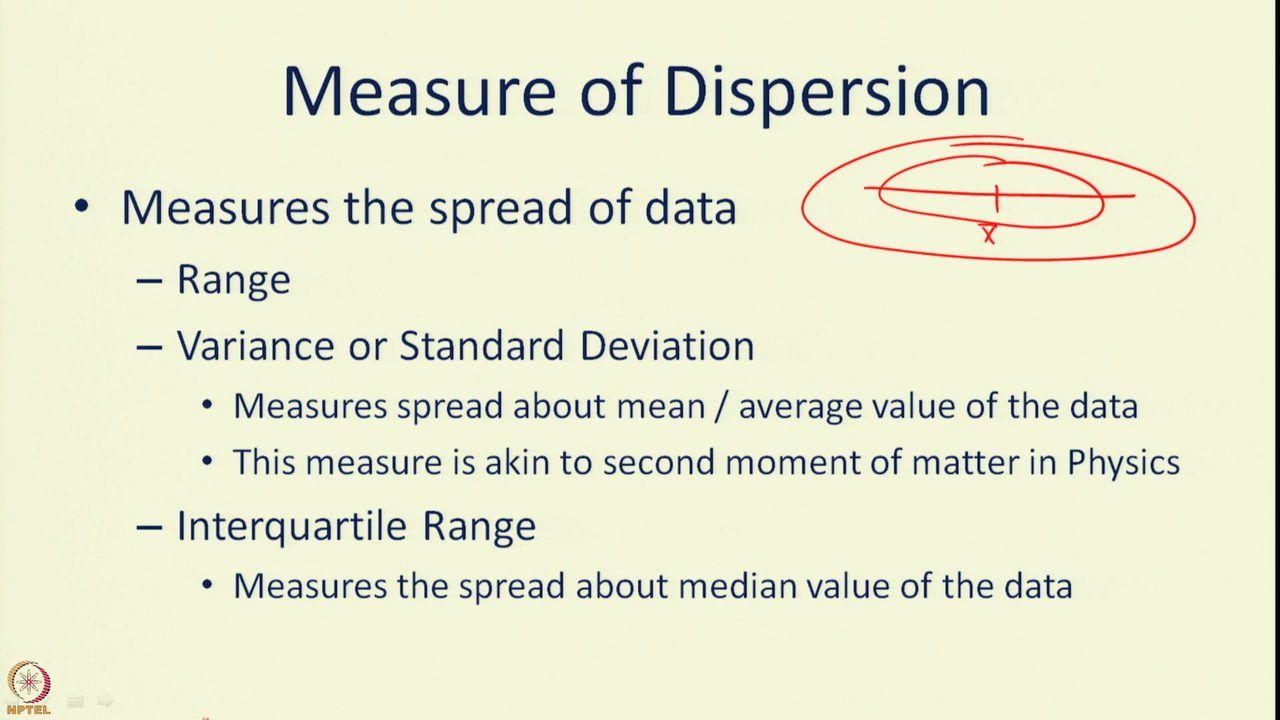 Measure of Dispersion
• Measures the spread of data
x̄
– Range
– Variance or Standard Deviation
• Measures spread about mean / average value of the data
• This measure is akin to second moment of matter in Physics
– Interquartile Range
• Measures the spread about median value of the data
NPTEL